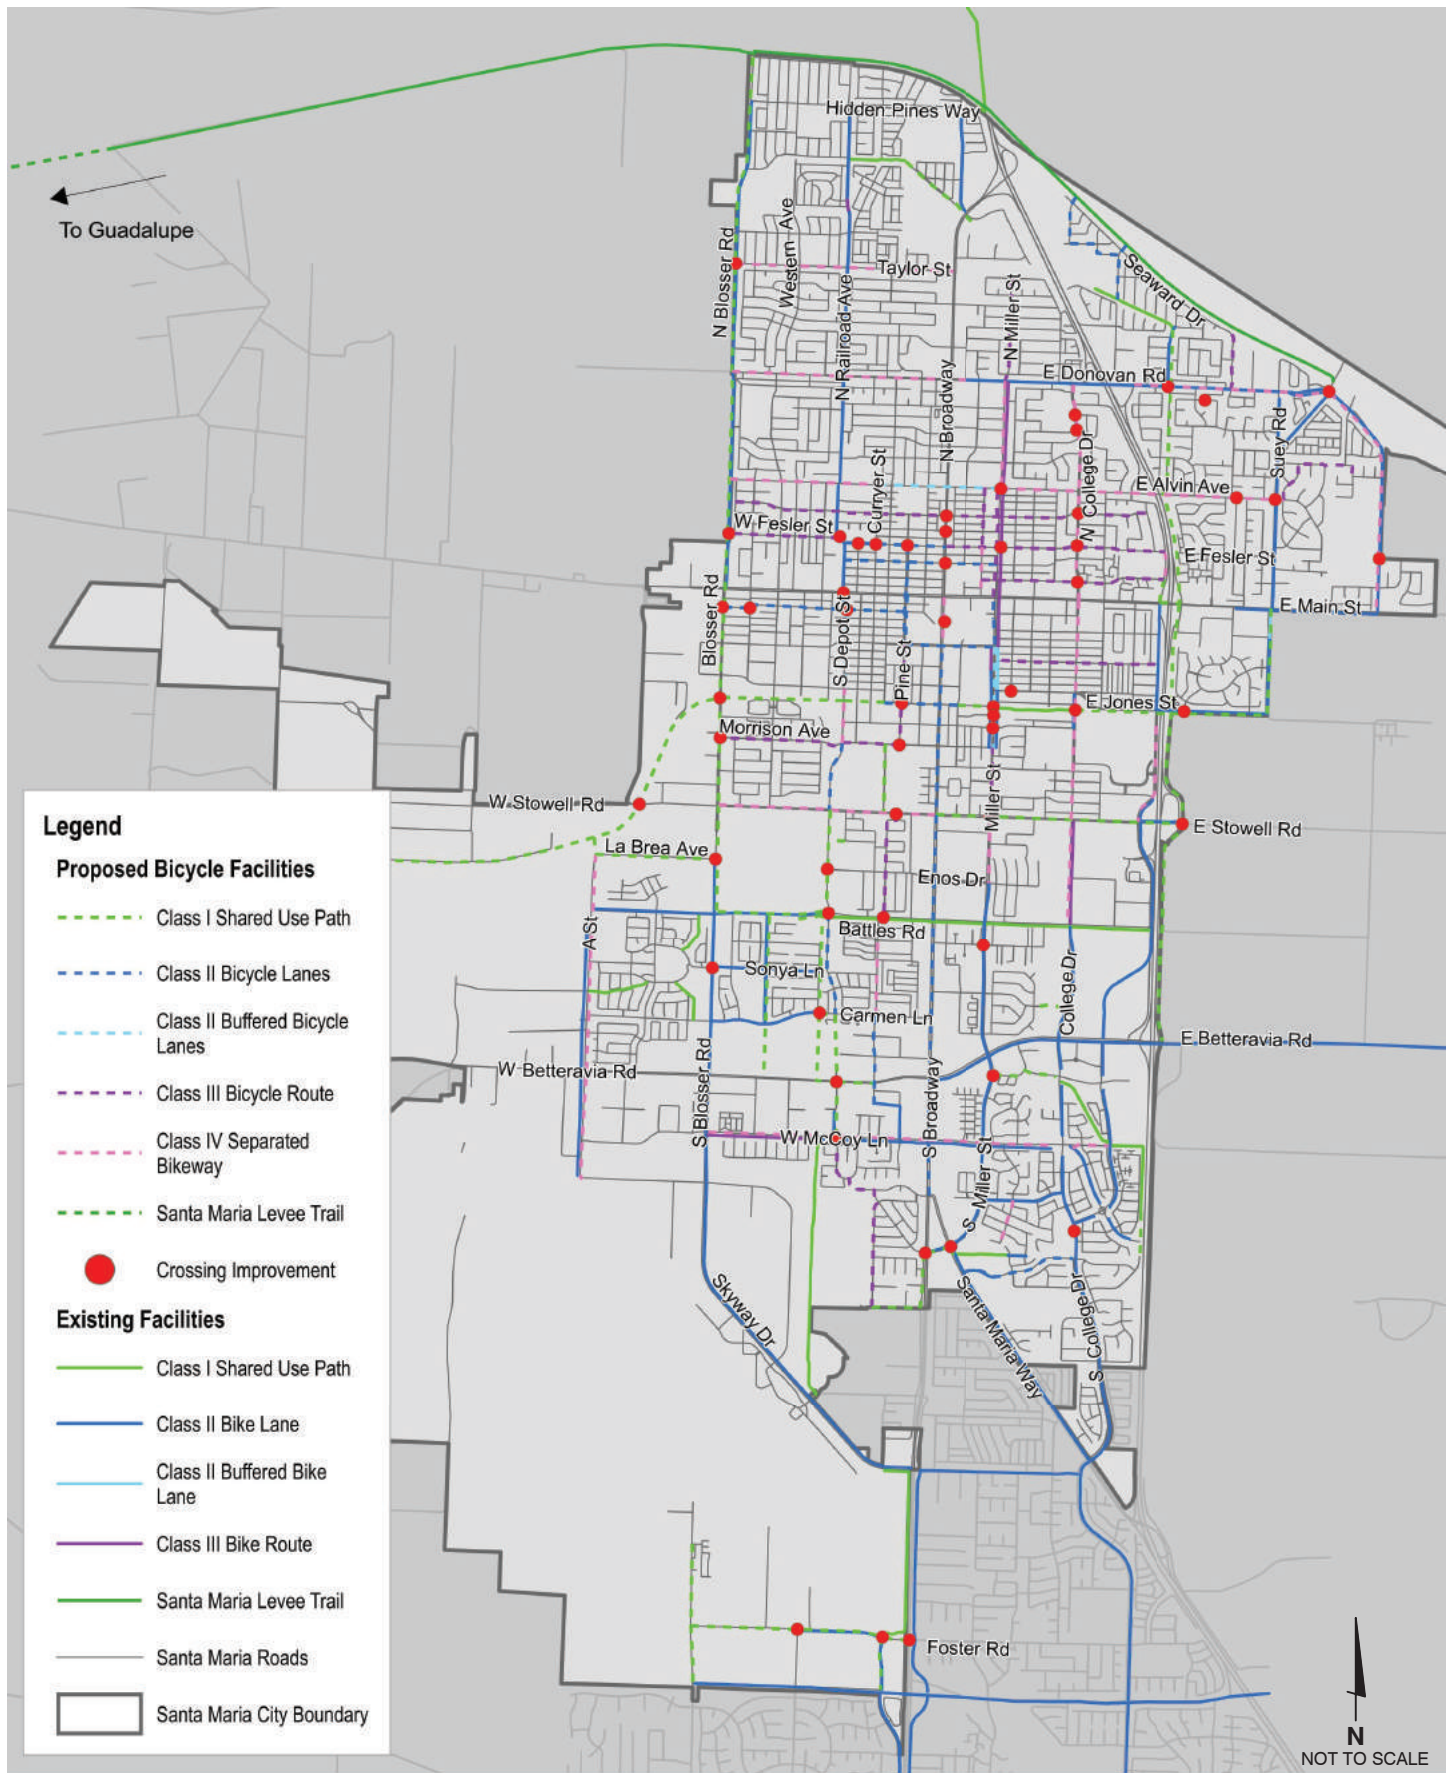 Hidden Pines Way
To Guadalupe
N Blosser Rd
Western Ave
N Railroad Ave
Taylor St
N Miller St
Seaward Dr
E Donovan Rd
N Broadway
N College Dr
Suey Rd
Curryer St
E Alvin Ave
W Fesler St
E Fesler St
E Main St
Blosser Rd
S Depot St
Pine St
E Jones St
Morrison Ave
Miller St
W Stowell Rd
E Stowell Rd
La Brea Ave
Enos Dr
A St
Battles Rd
Sonya Ln
College Dr
Carmen Ln
E Betteravia Rd
W Betteravia Rd
S Blosser Rd
S Broadway
W McCoy Ln
S Miller St
Skyway Dr
Santa Maria Way
S College Dr
Foster Rd
Legend
Proposed Bicycle Facilities
Class I Shared Use Path
Class II Bicycle Lanes
Class II Buffered Bicycle
Lanes
Class III Bicycle Route
Class IV Separated
Bikeway
Santa Maria Levee Trail
Crossing Improvement
Existing Facilities
Class I Shared Use Path
Class II Bike Lane
Class II Buffered Bike
Lane
Class III Bike Route
Santa Maria Levee Trail
Santa Maria Roads
Santa Maria City Boundary
N
NOT TO SCALE